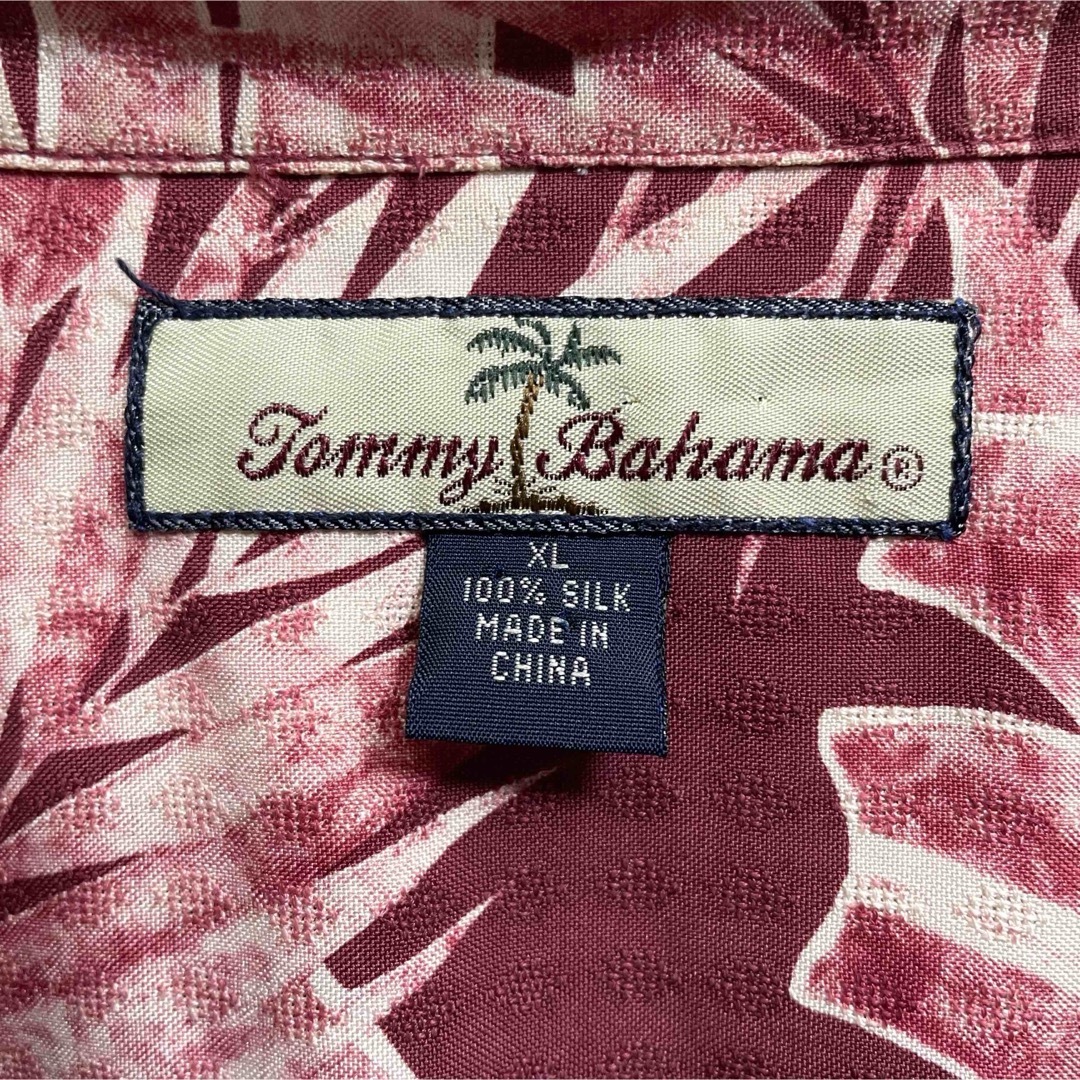 Tommy Bahama®
XL
100% SILK
MADE IN
CHINA